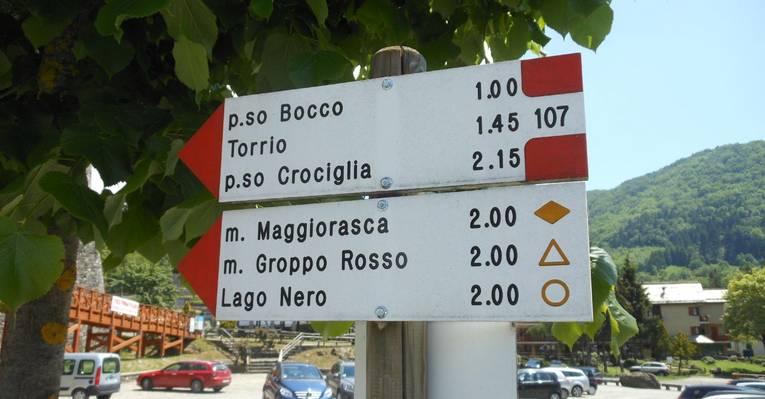 p.so Bocco 1.00
Torrio 1.45 107
p.so Crociglia 2.15
m. Maggiorasca 2.00
m. Groppo Rosso 2.00
Lago Nero 2.00